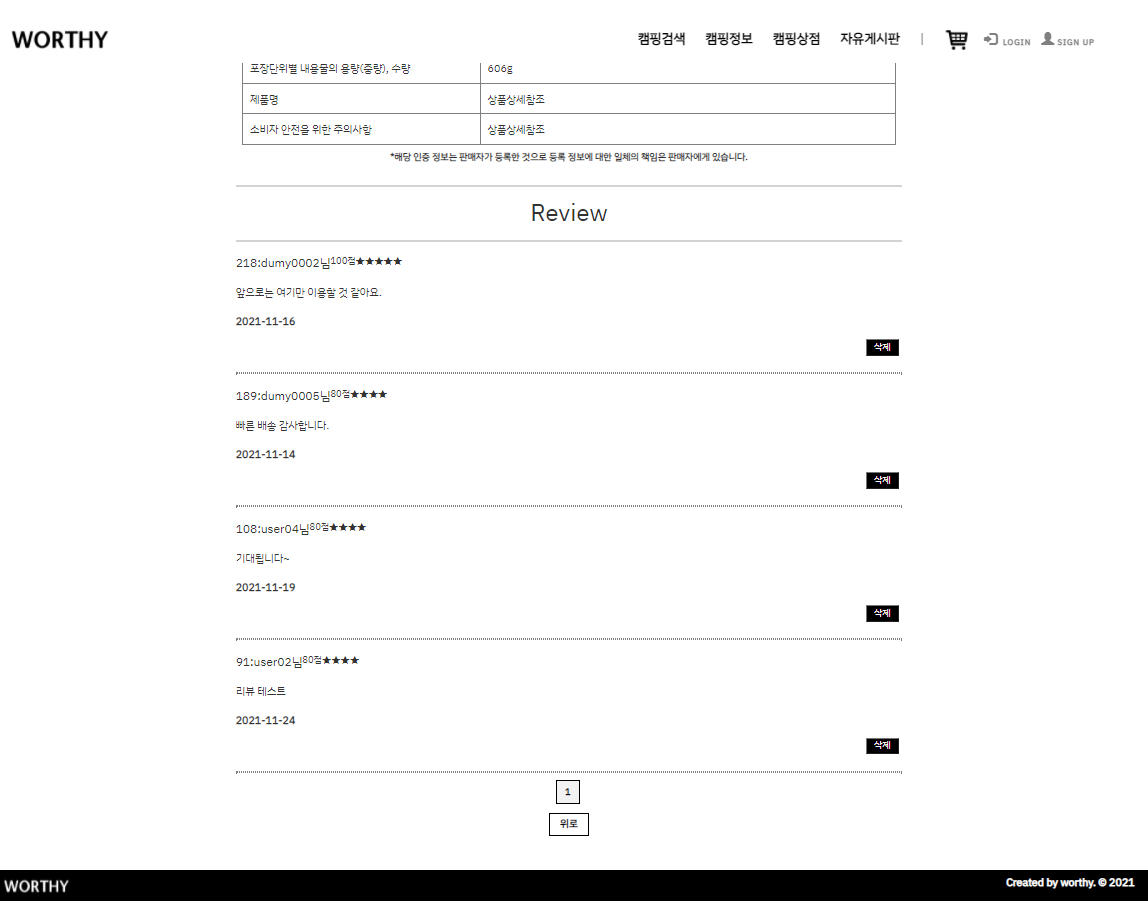 WORTHY 캠핑검색 캠핑정보 캠핑상점 자유게시판 | LOGIN SIGN UP
포장단위별 내용물의 용량(중량), 수량 606g
제품명 상품상세참조
소비자 안전을 위한 주의사항 상품상세참조
*해당 인증 정보는 판매자가 등록한 것으로 등록 정보에 대한 일체의 책임은 판매자에게 있습니다.
Review
218:dumy0002님100점★★★★★
앞으로는 여기만 이용할 것 같아요.
2021-11-16
삭제
189:dumy0005님80점★★★★
빠른 배송 감사합니다.
2021-11-14
삭제
108:user04님80점★★★★
기대됩니다~
2021-11-19
삭제
91:user02님80점★★★★
리뷰 테스트
2021-11-24
삭제
1
위로
WORTHY Created by worthy. © 2021